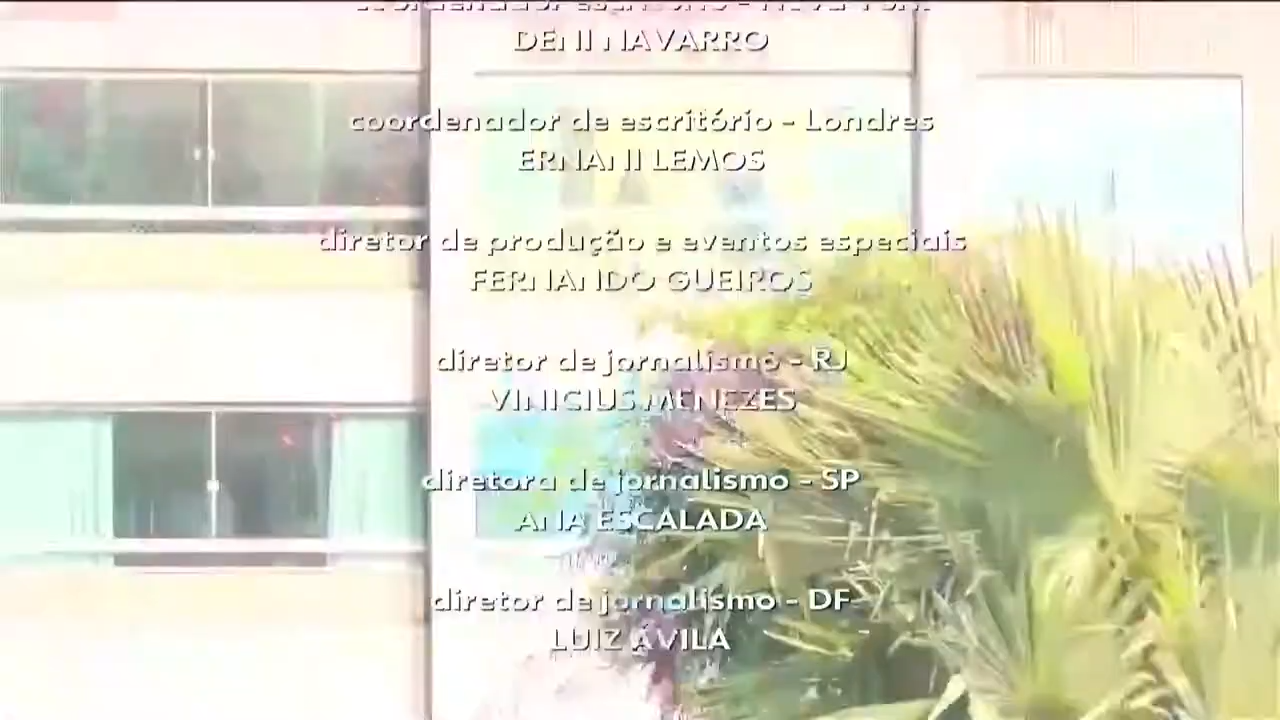 DENI NAVARRO
coordenador de escritório - Londres
ERNANI LEMOS
diretor de produção e eventos especiais
FERNANDO GUEIROS
diretor de jornalismo - RJ
VINICIUS MENEZES
diretora de jornalismo - SP
ANA ESCALADA
diretor de jornalismo - DF
LUIZ ÁVILA